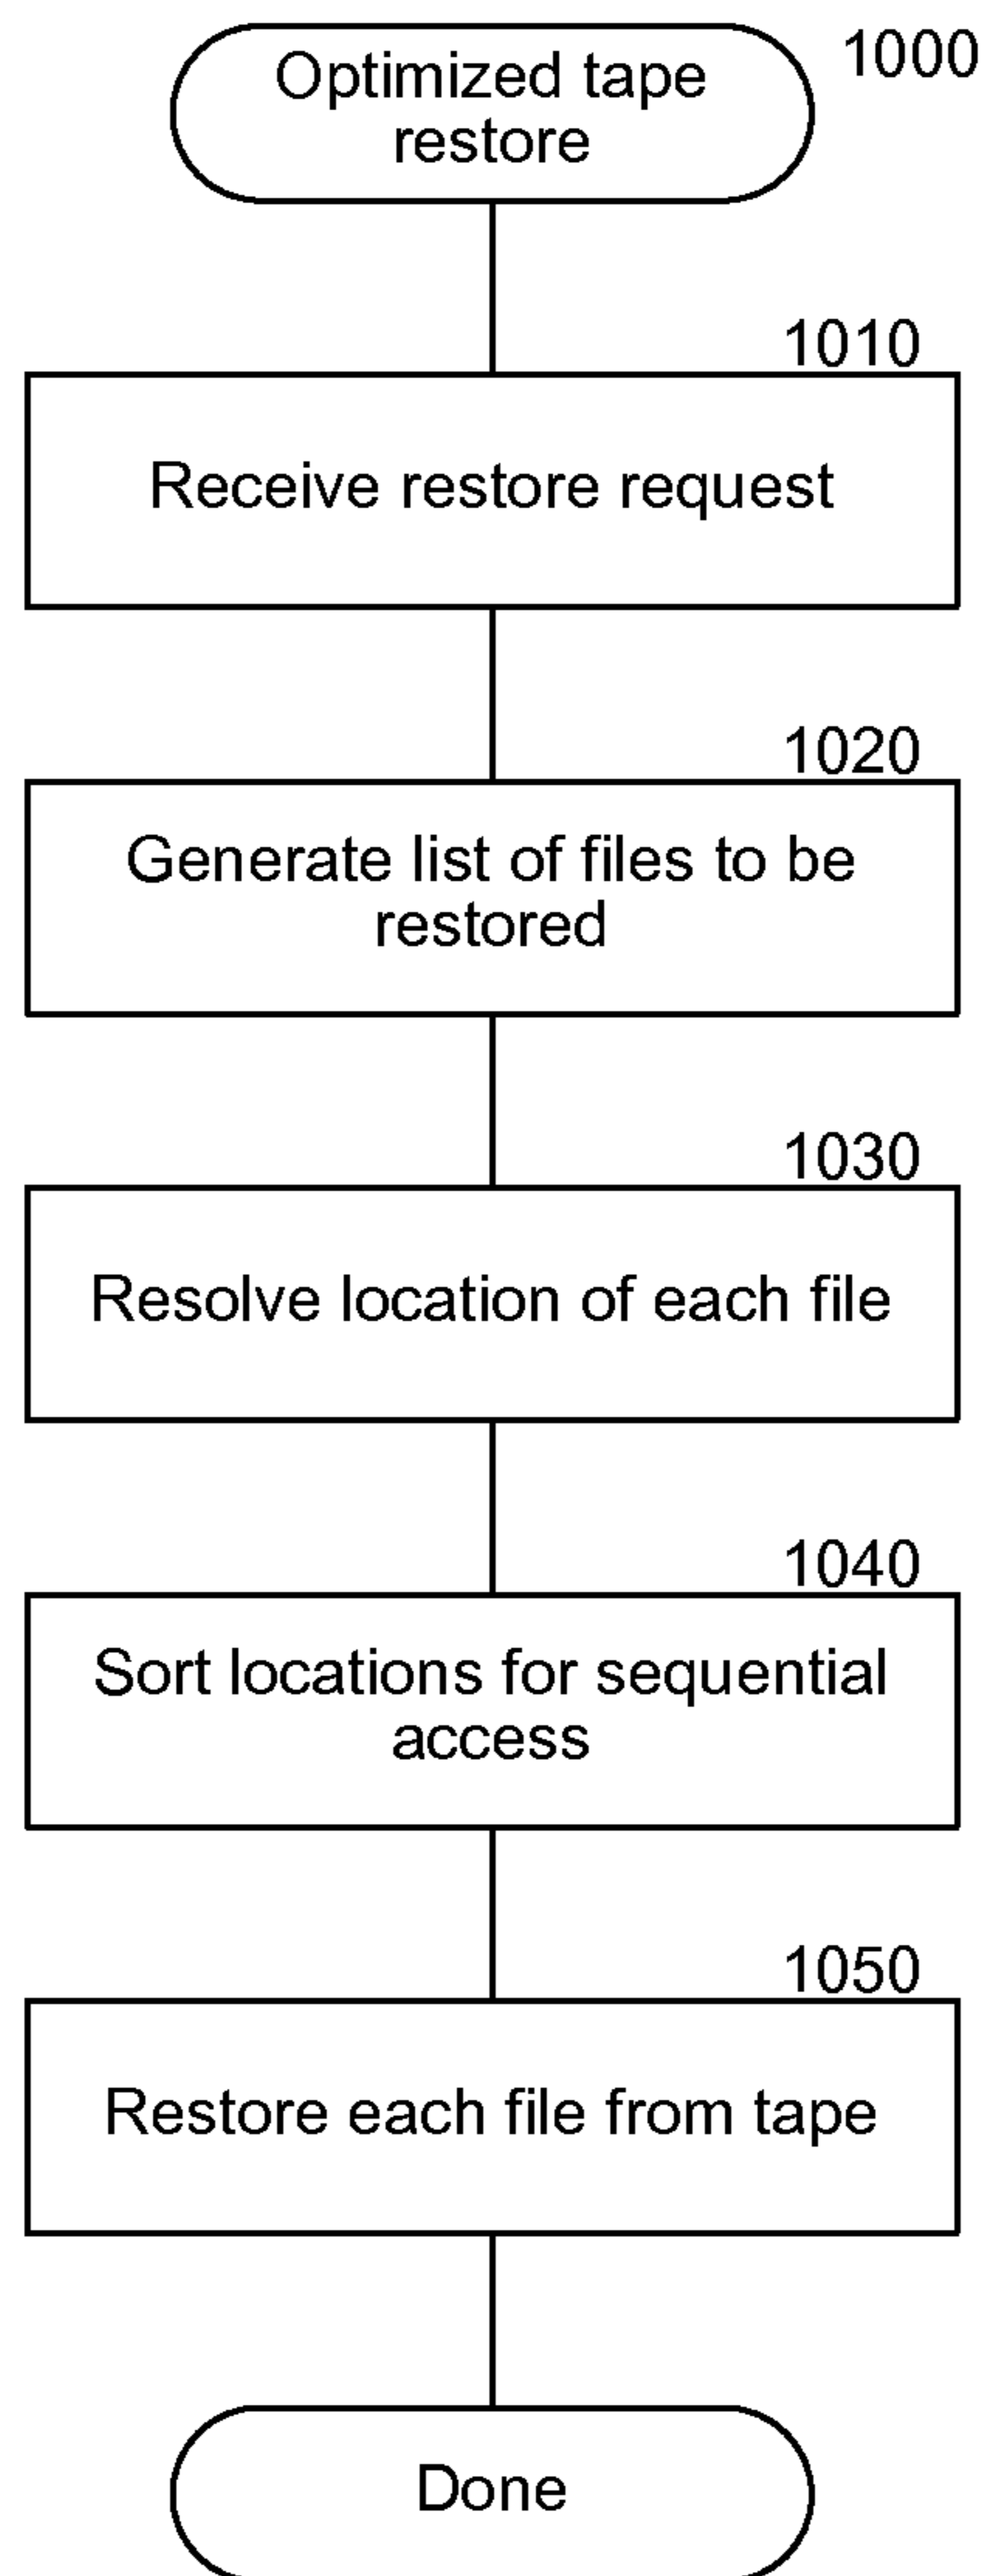 Optimized tape
restore
1000
1010
Receive restore request
1020
Generate list of files to be
restored
1030
Resolve location of each file
1040
Sort locations for sequential
access
1050
Restore each file from tape
Done